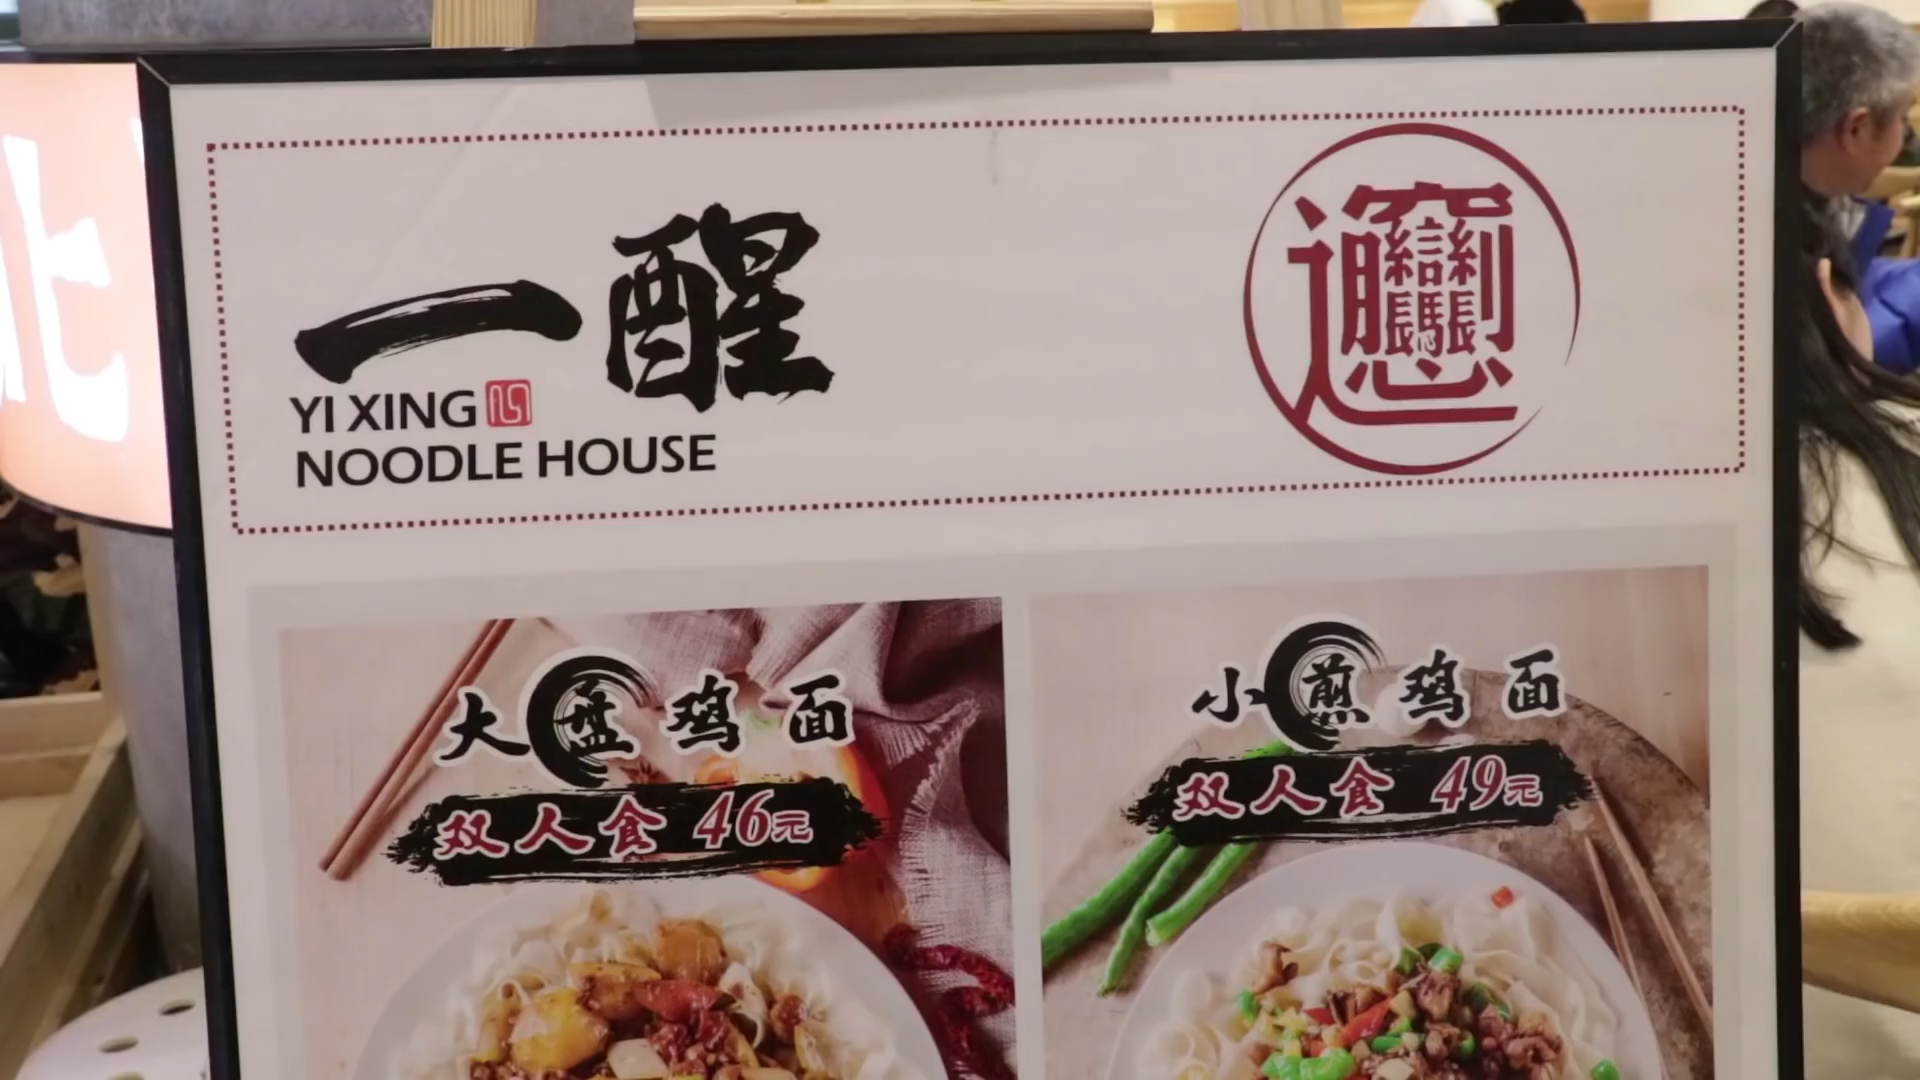 一醒
YI XING
NOODLE HOUSE
𰻞
大盘鸡面
双人食 46元
小煎鸡面
双人食 49元
北